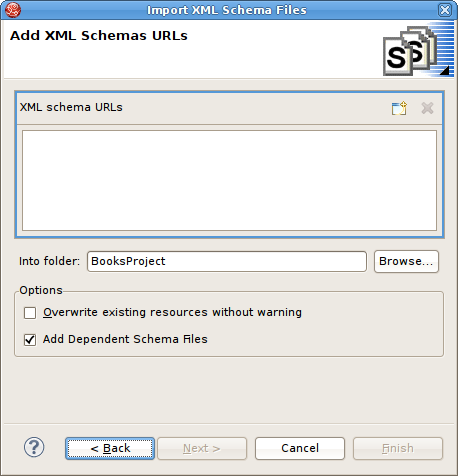 Import XML Schema Files
Add XML Schemas URLs
XML schema URLs
Into folder: BooksProject Browse...
Options
Overwrite existing resources without warning
Add Dependent Schema Files
? < Back Next > Cancel Finish